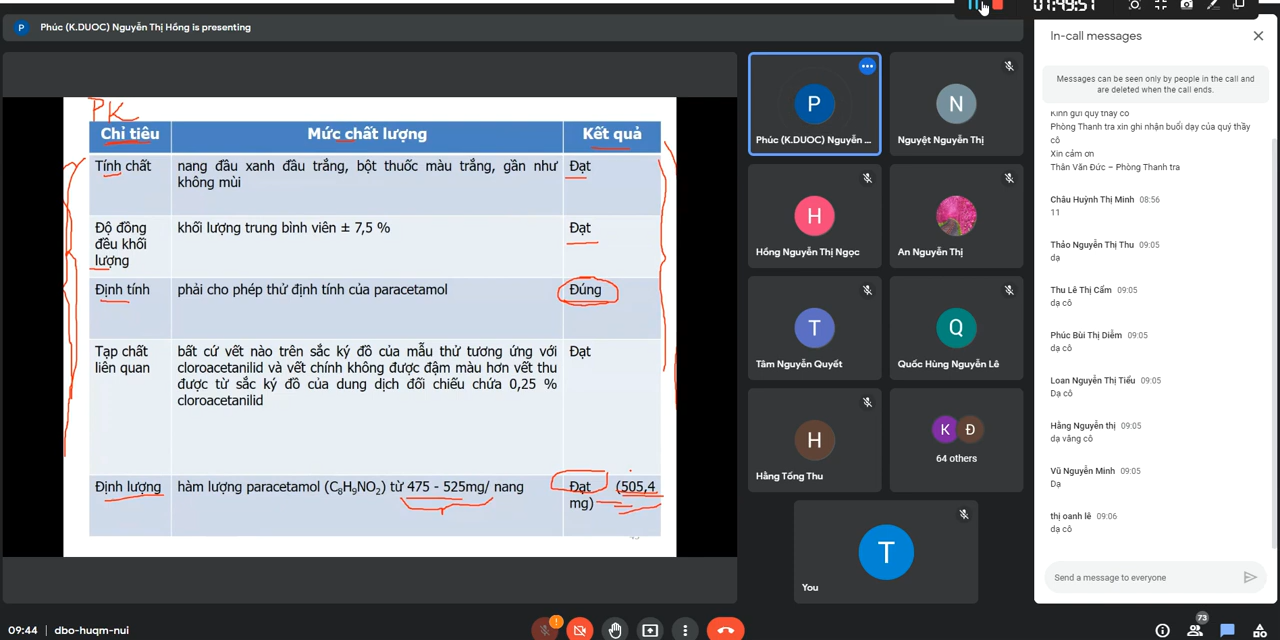 01:49:51
Phúc (K.DUOC) Nguyễn Thị Hồng is presenting
P
PK
Chỉ tiêu
Mức chất lượng
Kết quả
Tính chất
nang đầu xanh đầu trắng, bột thuốc màu trắng, gần như
không mùi
Đạt
Độ đồng
đều khối
lượng
khối lượng trung bình viên ± 7,5 %
Đạt
Định tính
phải cho phép thử định tính của paracetamol
Đúng
Tạp chất
liên quan
bất cứ vết nào trên sắc ký đồ của mẫu thử tương ứng với
cloroacetanilid và vết chính không được đậm màu hơn vết thu
được từ sắc ký đồ của dung dịch đối chiếu chứa 0,25 %
cloroacetanilid
Đạt
Định lượng
hàm lượng paracetamol (C₈H₉NO₂) từ 475 - 525mg/ nang
Đạt (505,4
mg)
P
Phúc (K.DUOC) Nguyễn ...
N
Nguyệt Nguyễn Thị
H
Hồng Nguyễn Thị Ngọc
An Nguyễn Thị
T
Tâm Nguyễn Quyết
Q
Quốc Hùng Nguyễn Lê
H
Hằng Tống Thu
K
Đ
64 others
T
You
In-call messages
Messages can be seen only by people in the call and
are deleted when the call ends.
Kính gửi quý thầy cô
Phòng Thanh tra xin ghi nhận buổi dạy của quý thầy
cô
Xin cảm ơn
Thân Văn Đức – Phòng Thanh tra
Châu Huỳnh Thị Minh 08:56
11
Thảo Nguyễn Thị Thu 09:05
dạ
Thu Lê Thị Cẩm 09:05
dạ cô
Phúc Bùi Thị Diễm 09:05
dạ cô
Loan Nguyễn Thị Tiểu 09:05
Dạ cô
Hằng Nguyễn thị 09:05
dạ vâng cô
Vũ Nguyễn Minh 09:05
Dạ
thị oanh lê 09:06
dạ cô
Send a message to everyone
09:44 | dbo-huqm-nui
73